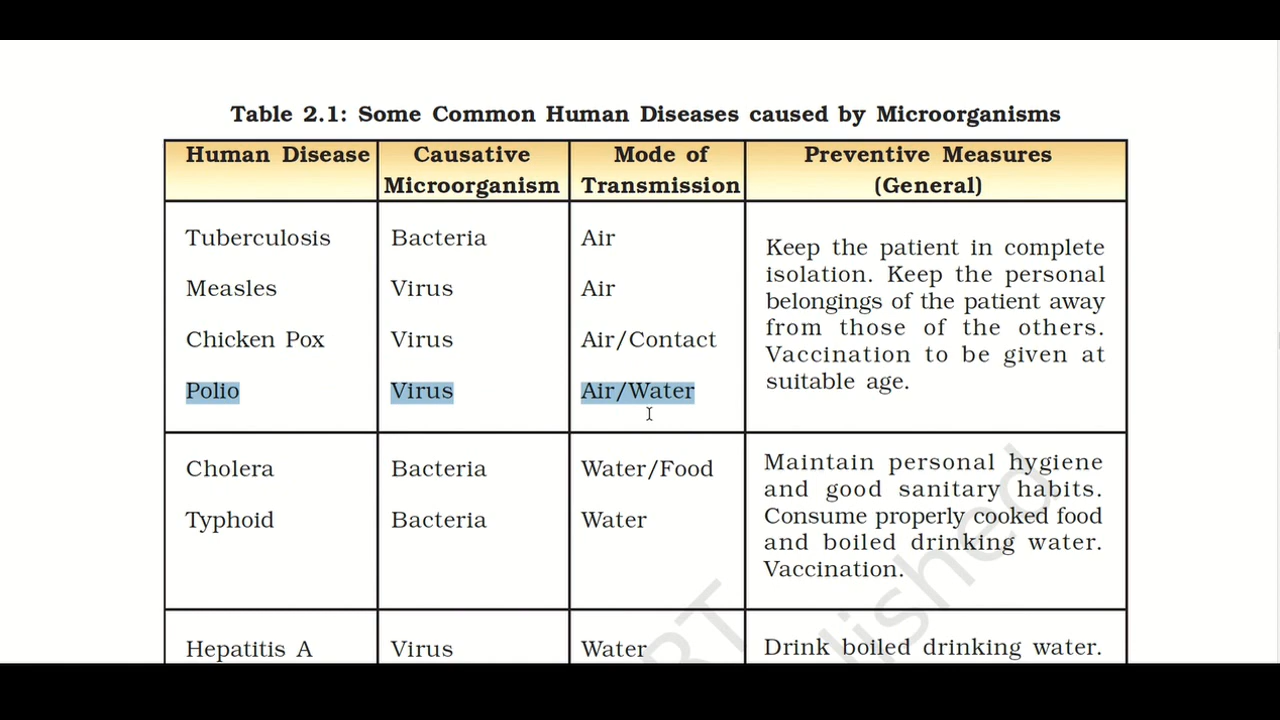 Table 2.1: Some Common Human Diseases caused by Microorganisms
Human Disease
Causative
Microorganism
Mode of
Transmission
Preventive Measures
(General)
Tuberculosis Bacteria Air
Measles Virus Air
Chicken Pox Virus Air/Contact
Polio Virus Air/Water
Keep the patient in complete
isolation. Keep the personal
belongings of the patient away
from those of the others.
Vaccination to be given at
suitable age.
Cholera Bacteria Water/Food
Typhoid Bacteria Water
Maintain personal hygiene
and good sanitary habits.
Consume properly cooked food
and boiled drinking water.
Vaccination.
Hepatitis A Virus Water
Drink boiled drinking water.